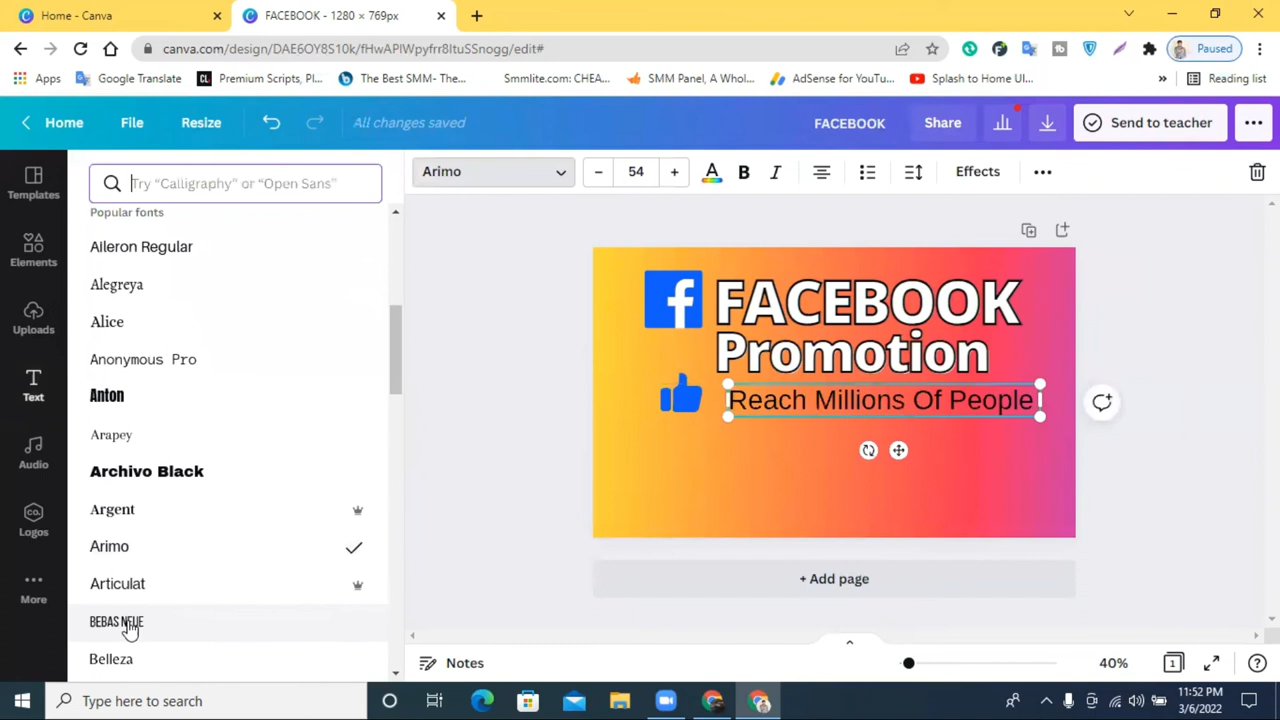 Home - Canva
FACEBOOK - 1280 × 769px
canva.com/design/DAE6OY8S10k/fHwAPlWpyfrr8ItuSSnogg/edit#
Paused
Apps
Google Translate
Premium Scripts, Pl...
The Best SMM- The...
Smmlite.com: CHEA...
SMM Panel, A Whol...
AdSense for YouTu...
Splash to Home UI...
Reading list
Home
File
Resize
All changes saved
FACEBOOK
Share
Send to teacher
Templates
Elements
Uploads
Text
Audio
Logos
More
Try “Calligraphy” or “Open Sans”
Popular fonts
Aileron Regular
Alegreya
Alice
Anonymous Pro
Anton
Arapey
Archivo Black
Argent
Arimo
Articulat
BEBAS NEUE
Belleza
Arimo
54
A
B
I
Effects
FACEBOOK
Promotion
Reach Millions Of People
+ Add page
Notes
40%
1
Type here to search
11:52 PM
3/6/2022